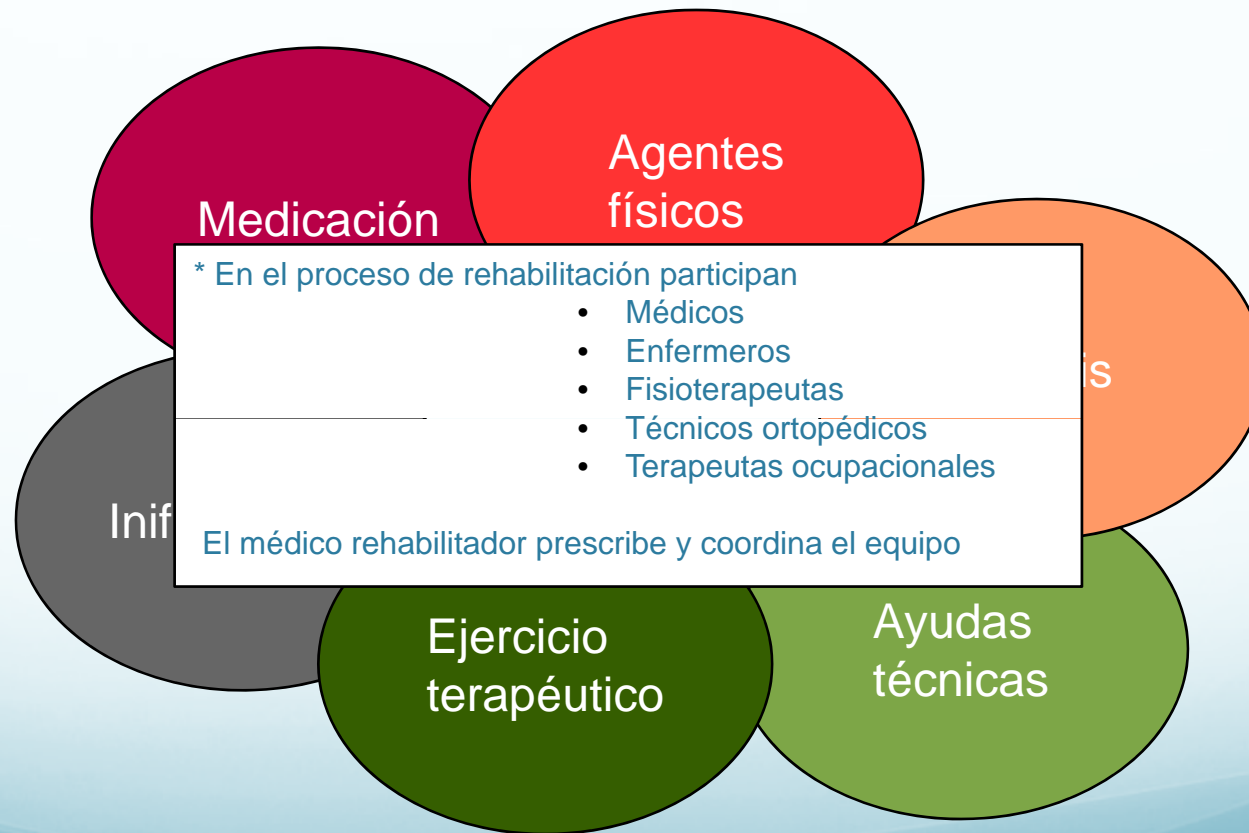 Agentes
físicos
Medicación
* En el proceso de rehabilitación participan
• Médicos
• Enfermeros
• Fisioterapeutas
• Técnicos ortopédicos
• Terapeutas ocupacionales
El médico rehabilitador prescribe y coordina el equipo
Ayudas
técnicas
Ejercicio
terapéutico